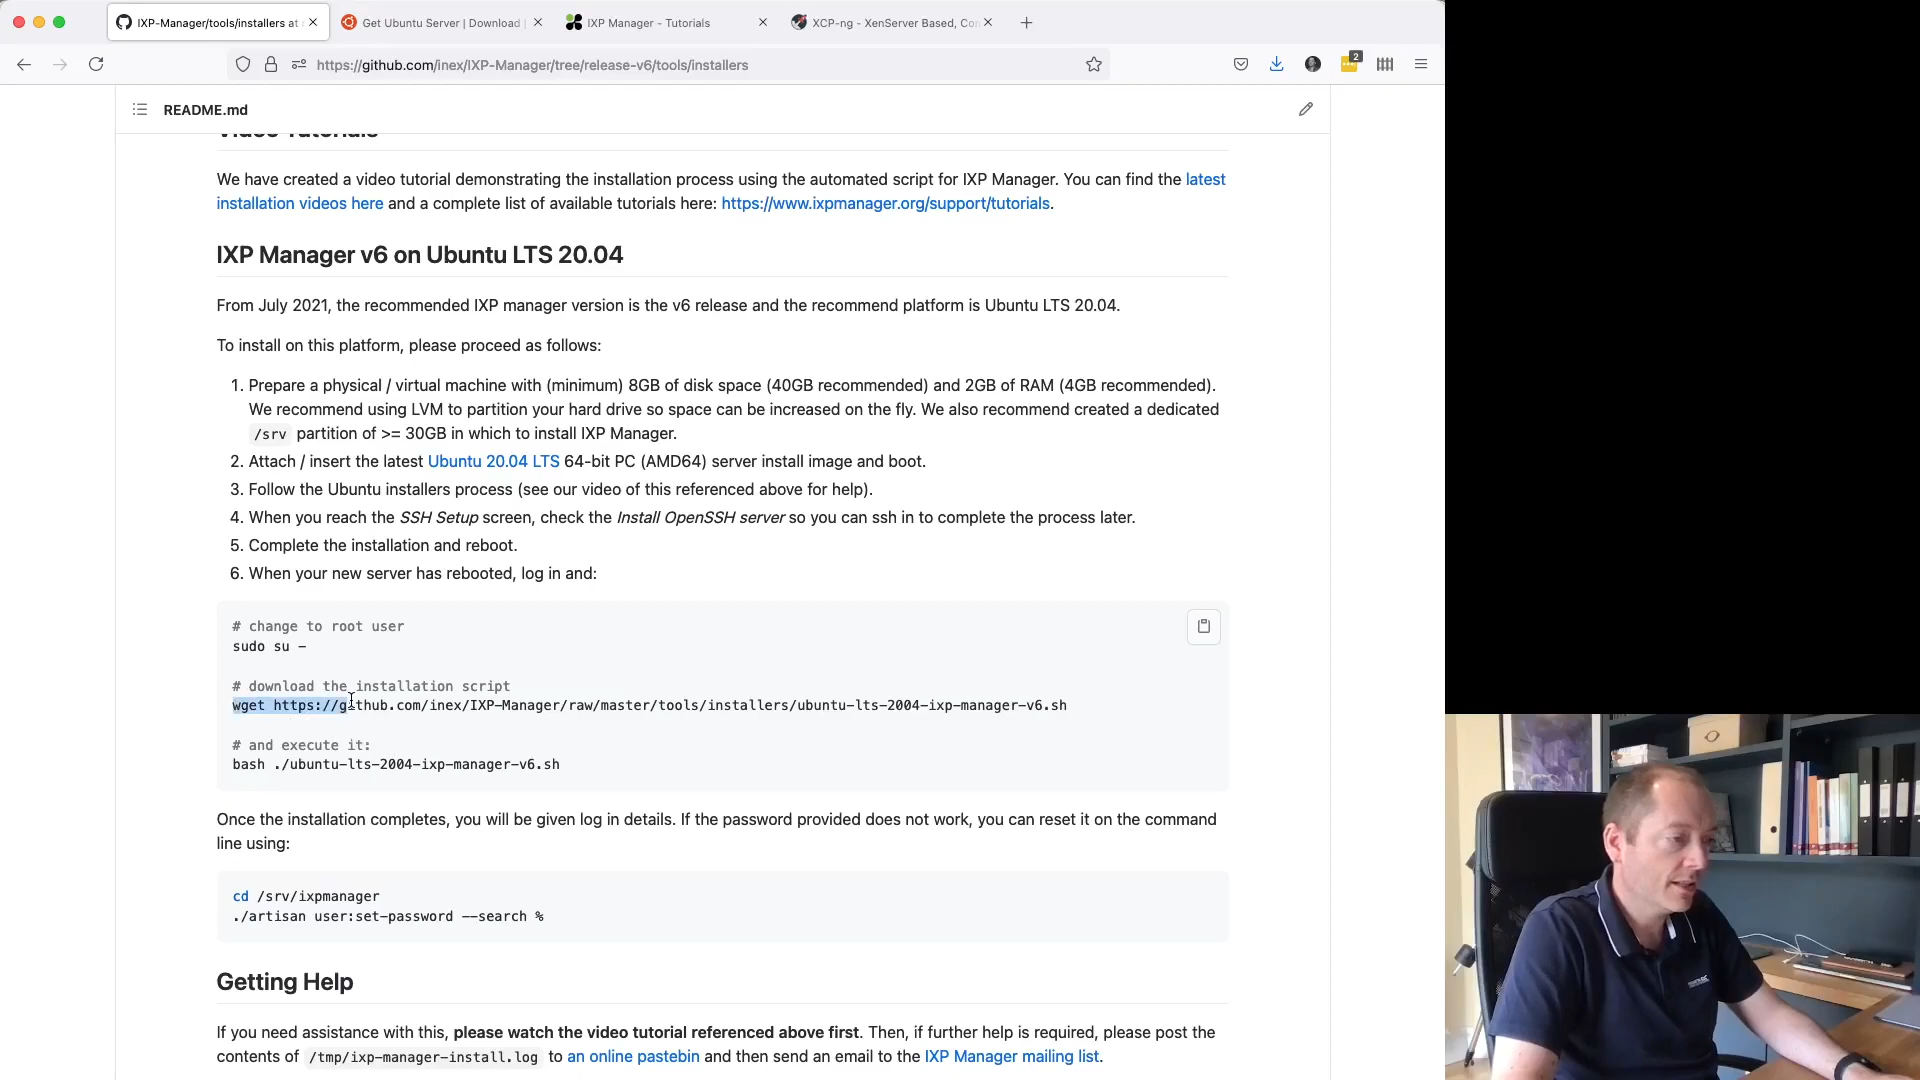 IXP-Manager/tools/installers at
Get Ubuntu Server | Download
IXP Manager - Tutorials
XCP-ng - XenServer Based, Co
https://github.com/inex/IXP-Manager/tree/release-v6/tools/installers
2
README.md
Video Tutorials
We have created a video tutorial demonstrating the installation process using the automated script for IXP Manager. You can find the latest
installation videos here and a complete list of available tutorials here: https://www.ixpmanager.org/support/tutorials.
IXP Manager v6 on Ubuntu LTS 20.04
From July 2021, the recommended IXP manager version is the v6 release and the recommend platform is Ubuntu LTS 20.04.
To install on this platform, please proceed as follows:
1. Prepare a physical / virtual machine with (minimum) 8GB of disk space (40GB recommended) and 2GB of RAM (4GB recommended).
We recommend using LVM to partition your hard drive so space can be increased on the fly. We also recommend created a dedicated
/srv partition of >= 30GB in which to install IXP Manager.
2. Attach / insert the latest Ubuntu 20.04 LTS 64-bit PC (AMD64) server install image and boot.
3. Follow the Ubuntu installers process (see our video of this referenced above for help).
4. When you reach the SSH Setup screen, check the Install OpenSSH server so you can ssh in to complete the process later.
5. Complete the installation and reboot.
6. When your new server has rebooted, log in and:
# change to root user
sudo su -
# download the installation script
wget https://github.com/inex/IXP-Manager/raw/master/tools/installers/ubuntu-lts-2004-ixp-manager-v6.sh
# and execute it:
bash ./ubuntu-lts-2004-ixp-manager-v6.sh
Once the installation completes, you will be given log in details. If the password provided does not work, you can reset it on the command
line using:
cd /srv/ixpmanager
./artisan user:set-password --search %
Getting Help
If you need assistance with this, please watch the video tutorial referenced above first. Then, if further help is required, please post the
contents of /tmp/ixp-manager-install.log to an online pastebin and then send an email to the IXP Manager mailing list.